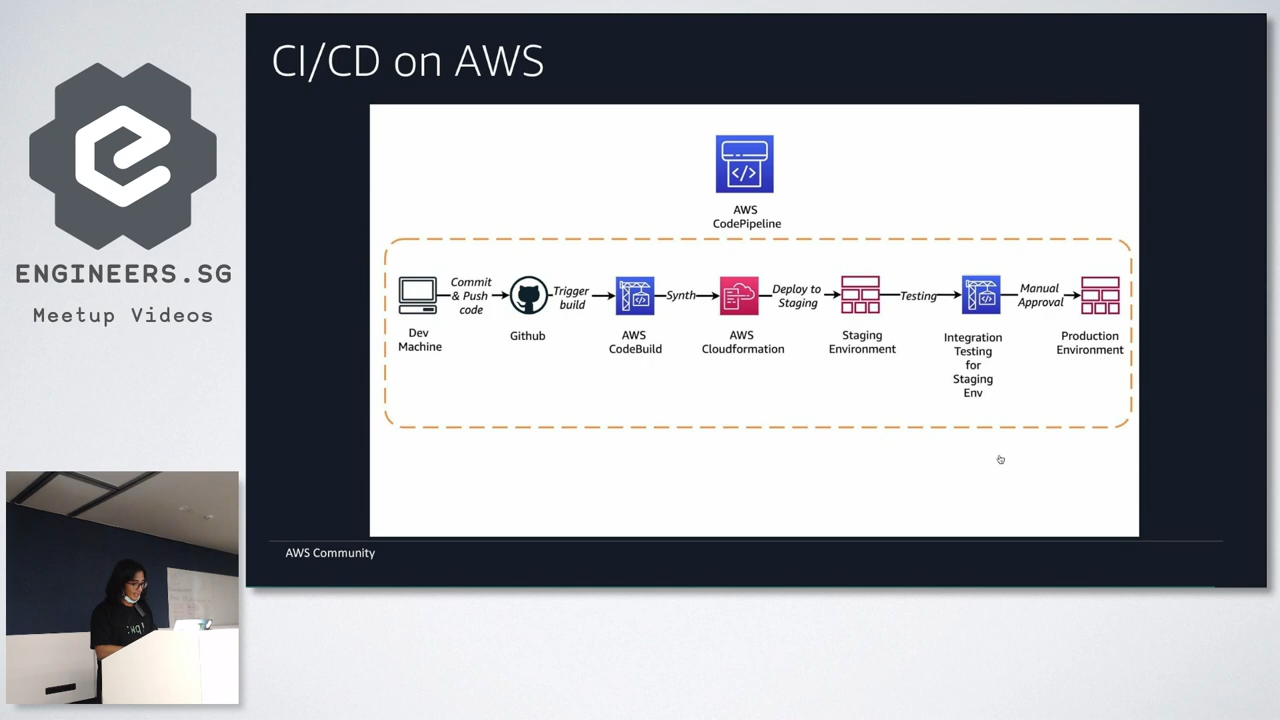 CI/CD on AWS
ENGINEERS.SG
Meetup Videos
AWS
CodePipeline
Commit
& Push
code
Trigger
build
Synth
Deploy to
Staging
Testing
Manual
Approval
Dev
Machine
Github
AWS
CodeBuild
AWS
Cloudformation
Staging
Environment
Integration
Testing
for
Staging
Env
Production
Environment
AWS Community